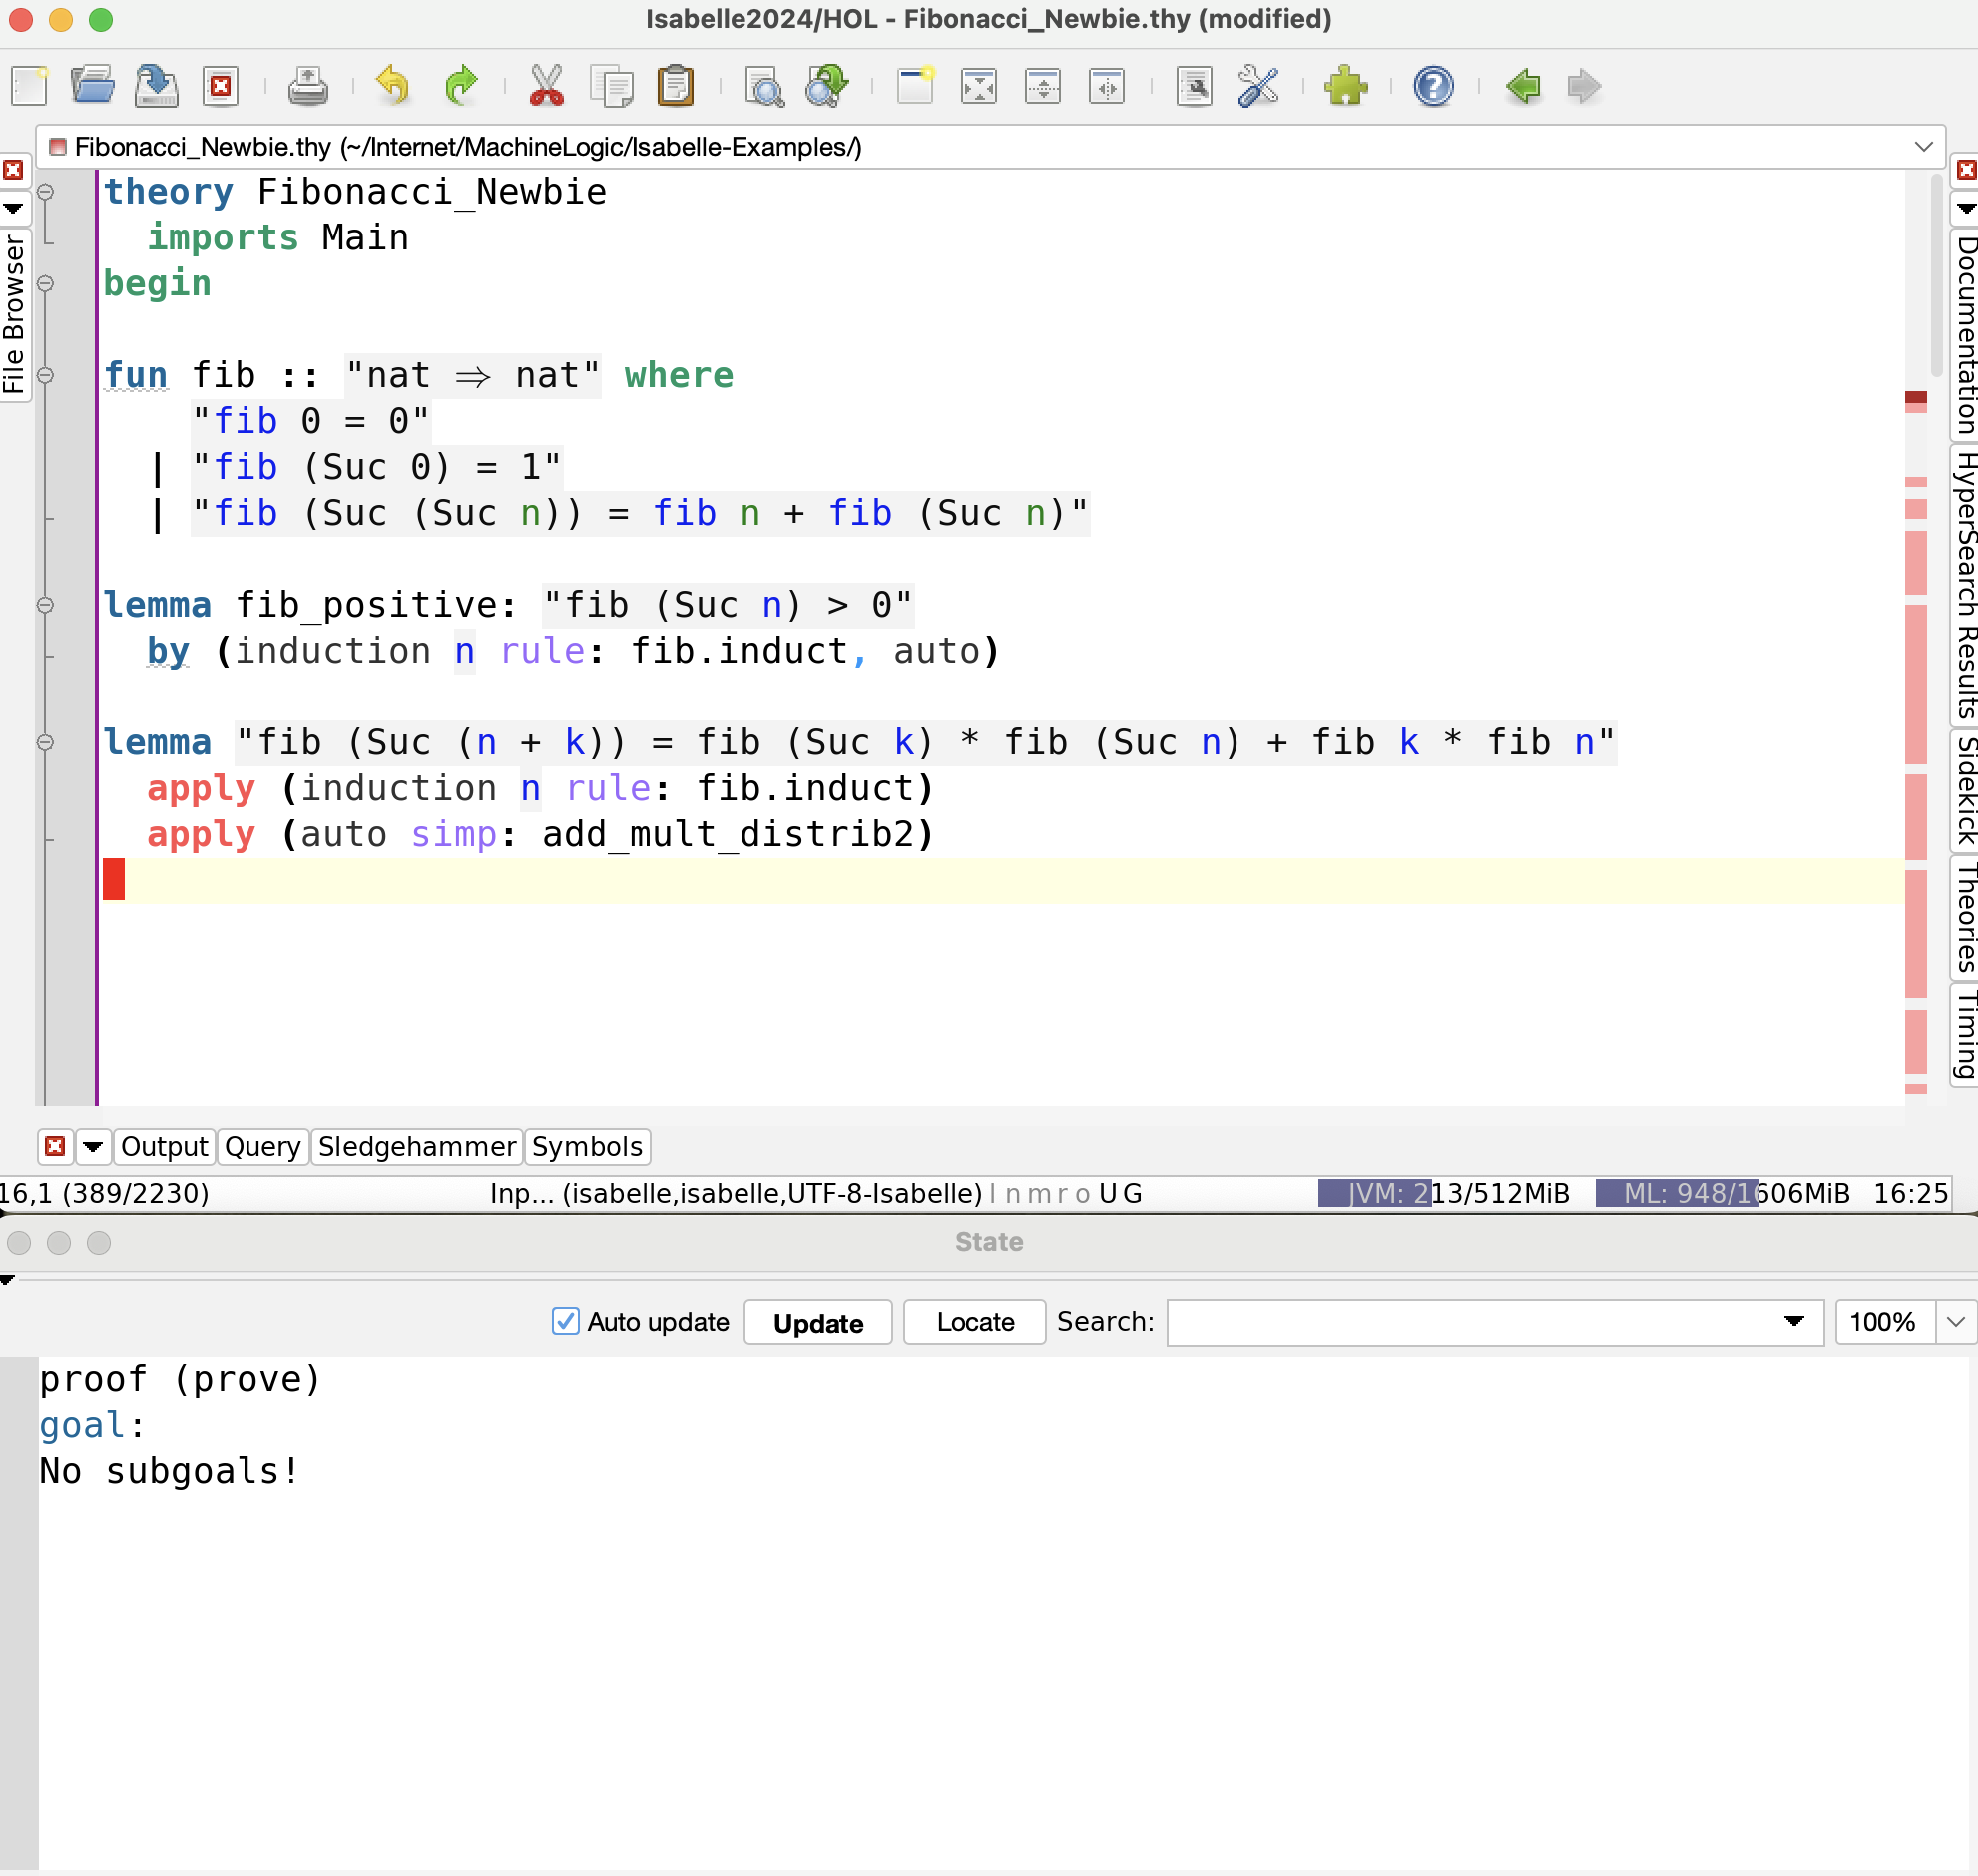 Isabelle2024/HOL - Fibonacci_Newbie.thy (modified)
Fibonacci_Newbie.thy (~/Internet/MachineLogic/Isabelle-Examples/)
File Browser
theory Fibonacci_Newbie
imports Main
begin
fun fib :: "nat ⇒ nat" where
"fib 0 = 0"
| "fib (Suc 0) = 1"
| "fib (Suc (Suc n)) = fib n + fib (Suc n)"
lemma fib_positive: "fib (Suc n) > 0"
by (induction n rule: fib.induct, auto)
lemma "fib (Suc (n + k)) = fib (Suc k) * fib (Suc n) + fib k * fib n"
apply (induction n rule: fib.induct)
apply (auto simp: add_mult_distrib2)
Documentation
HyperSearch Results
Sidekick
Theories
Timing
Output Query Sledgehammer Symbols
16,1 (389/2230) Inp... (isabelle,isabelle,UTF-8-Isabelle) l n m r o U G JVM: 213/512MiB ML: 948/1606MiB 16:25
State
Auto update Update Locate Search: 100%
proof (prove)
goal:
No subgoals!